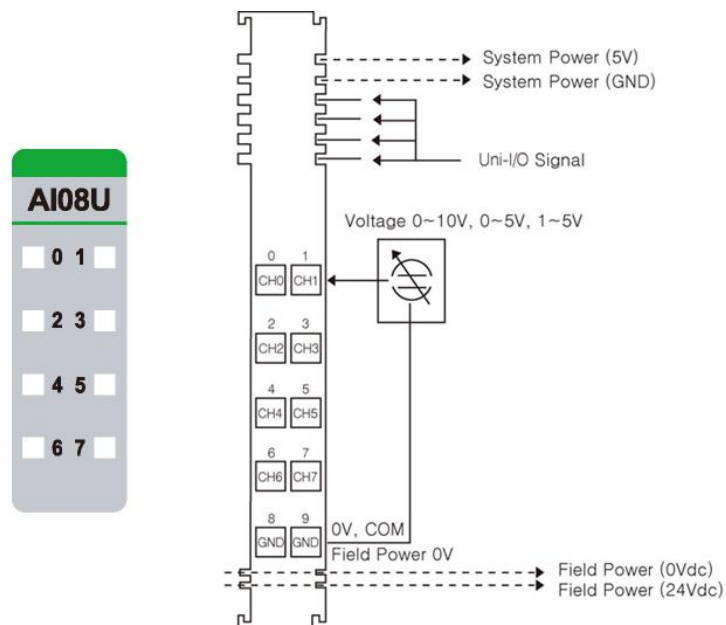 System Power (5V)
System Power (GND)
Uni-I/O Signal
AI08U
0 1
2 3
4 5
6 7
Voltage 0~10V, 0~5V, 1~5V
0 1
CH0 CH1
2 3
CH2 CH3
4 5
CH4 CH5
6 7
CH6 CH7
8 9
GND GND
0V, COM
Field Power 0V
Field Power (0Vdc)
Field Power (24Vdc)